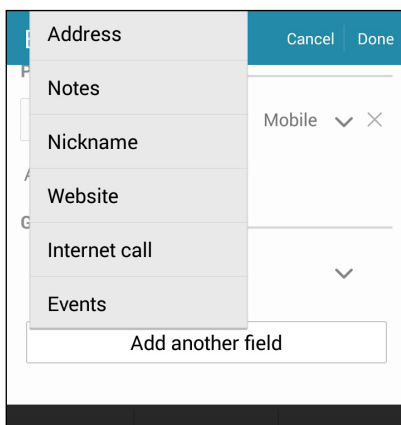 Address
Cancel Done
Notes
Mobile
Nickname
Website
Internet call
Events
Add another field